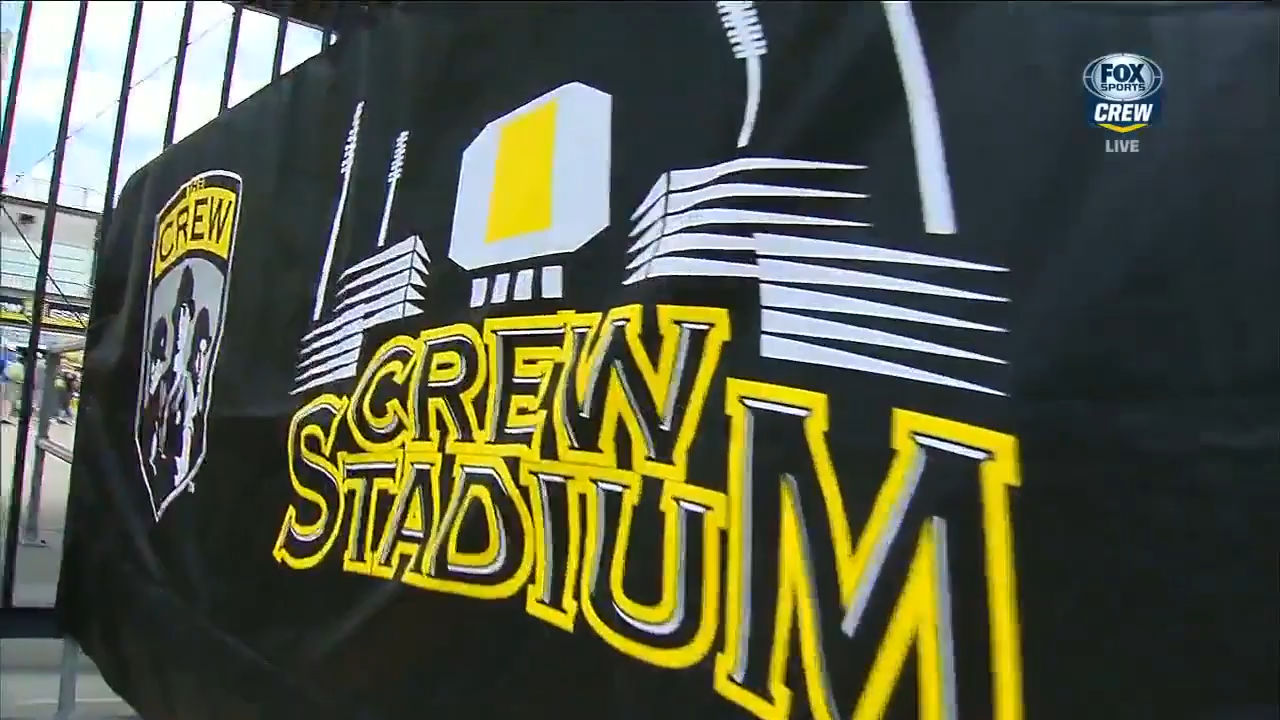 THE
CREW
CREW
STADIUM
FOX
SPORTS
CREW
LIVE